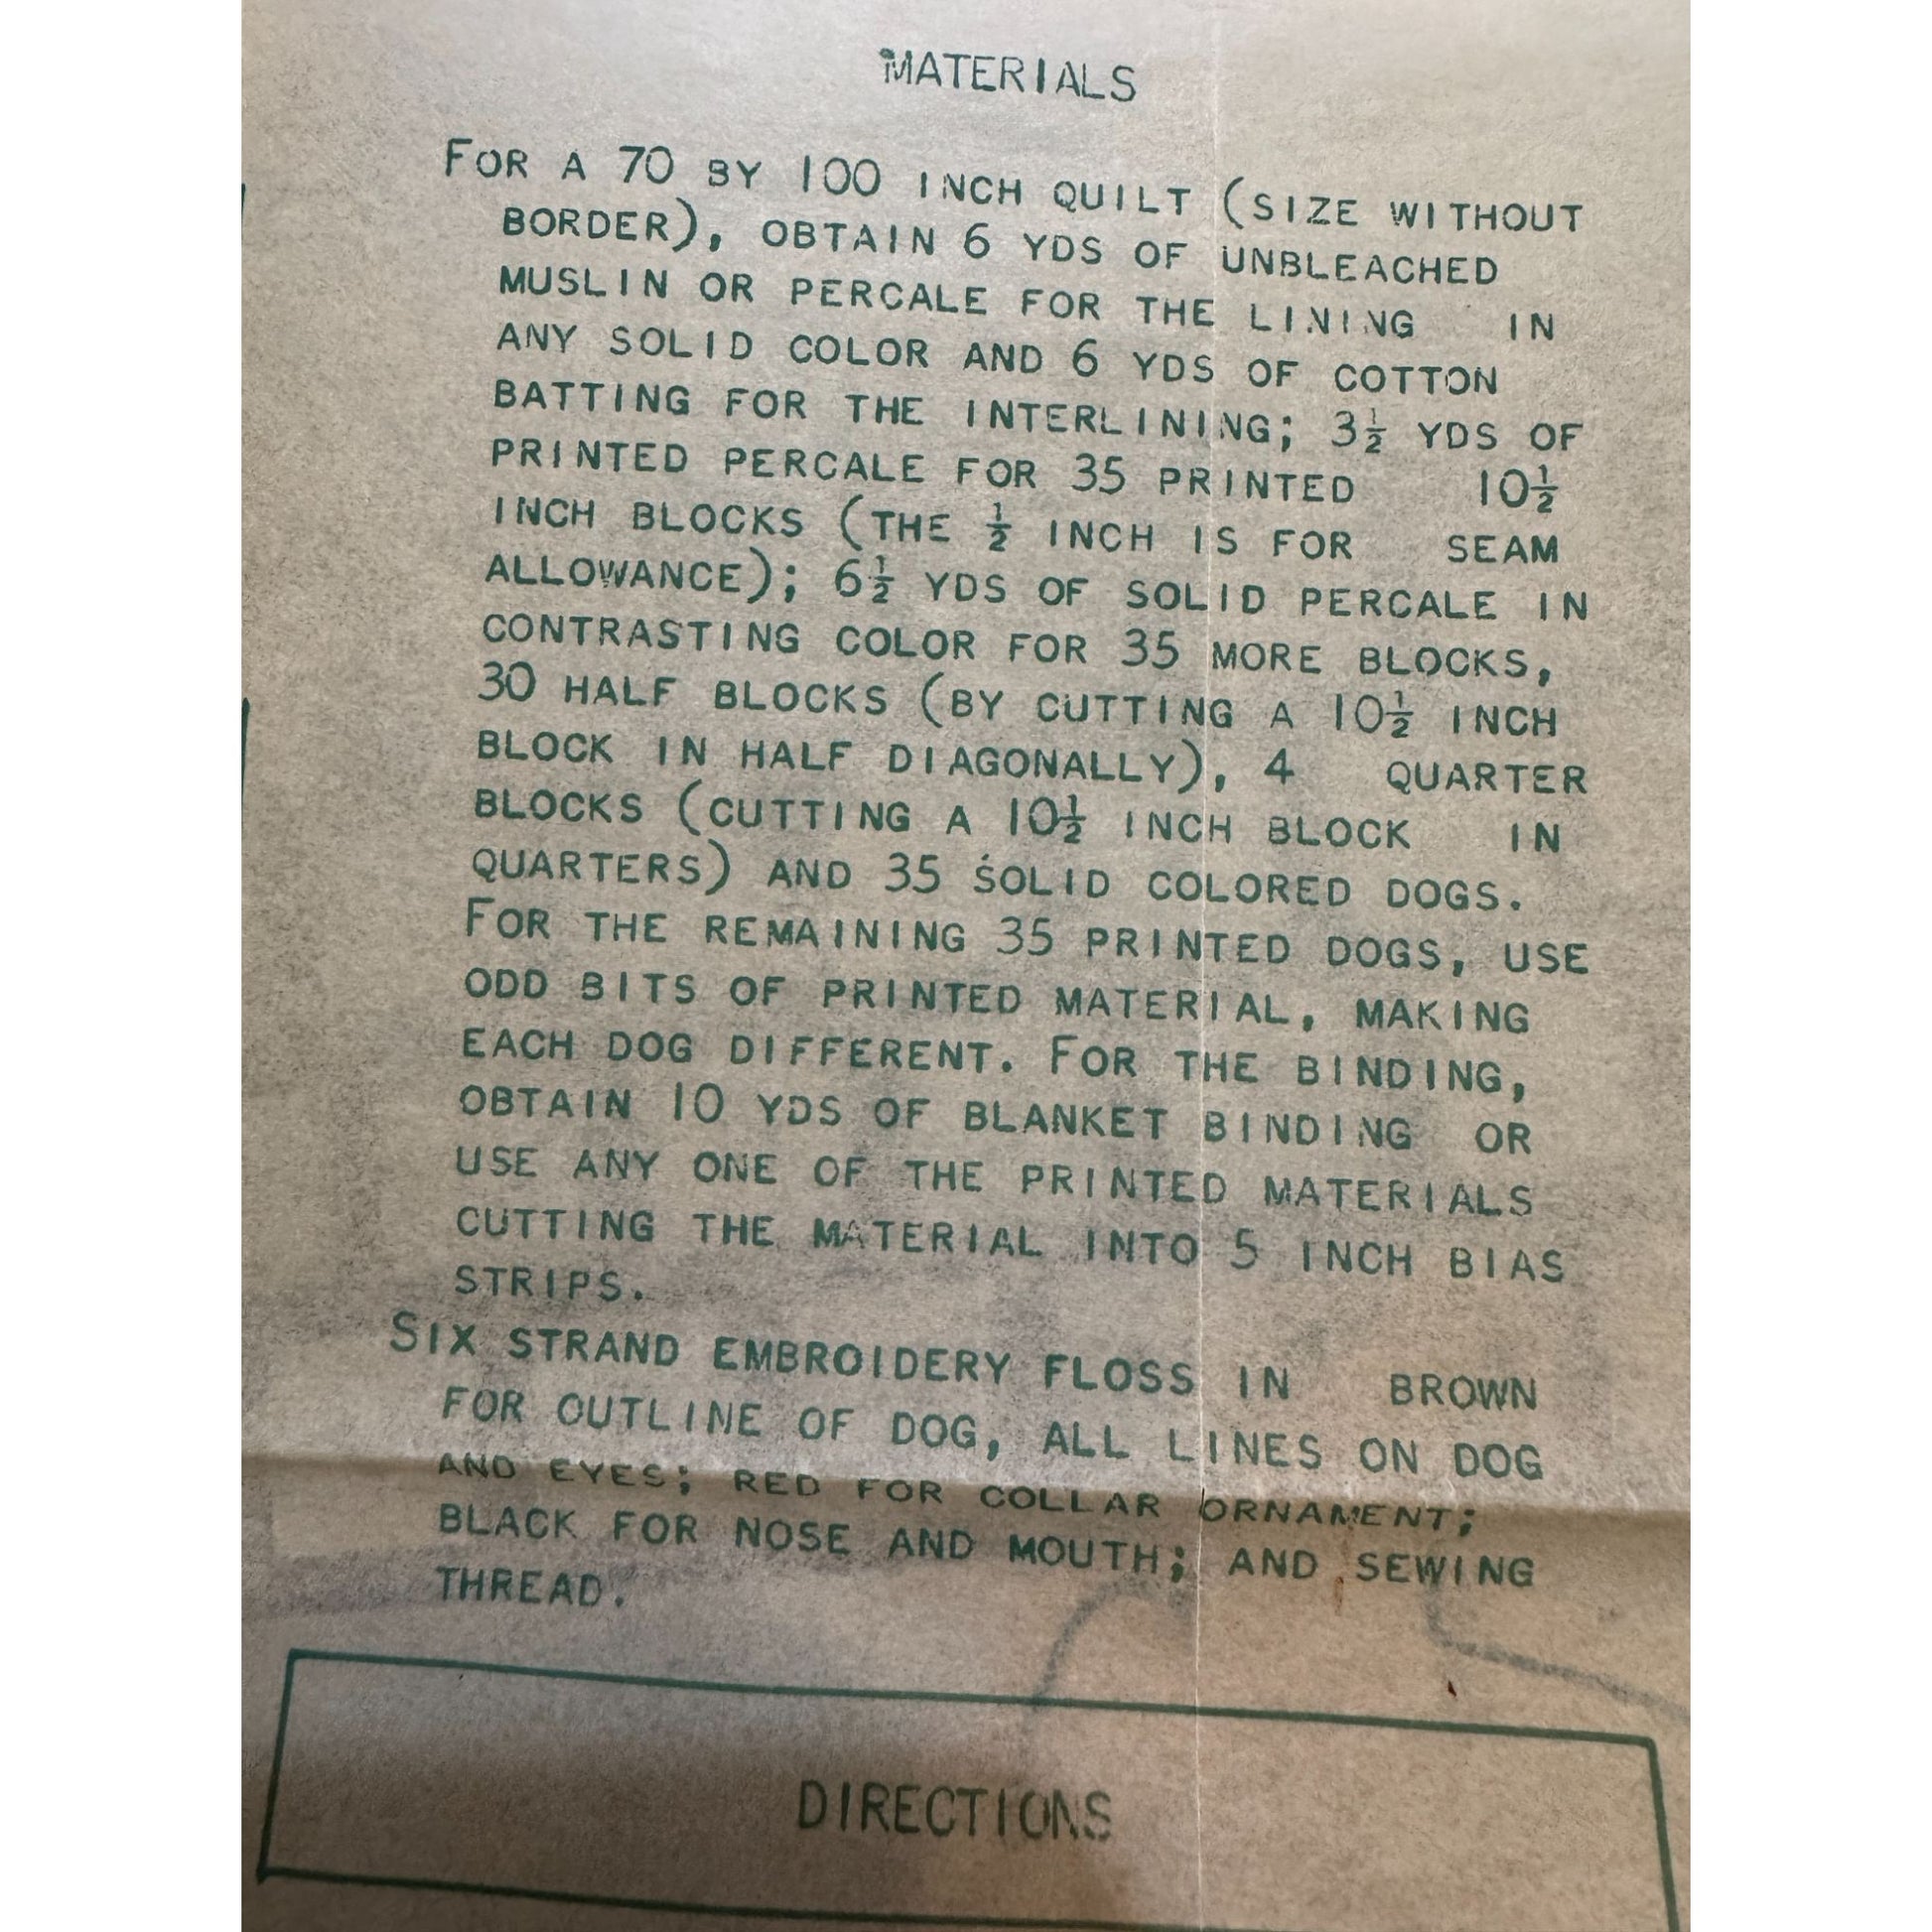 MATERIALS
FOR A 70 BY 100 INCH QUILT (SIZE WITHOUT
BORDER), OBTAIN 6 YDS OF UNBLEACHED
MUSLIN OR PERCALE FOR THE LINING IN
ANY SOLID COLOR AND 6 YDS OF COTTON
BATTING FOR THE INTERLINING; 3½ YDS OF
PRINTED PERCALE FOR 35 PRINTED 10½
INCH BLOCKS (THE ½ INCH IS FOR SEAM
ALLOWANCE); 6½ YDS OF SOLID PERCALE IN
CONTRASTING COLOR FOR 35 MORE BLOCKS,
30 HALF BLOCKS (BY CUTTING A 10½ INCH
BLOCK IN HALF DIAGONALLY), 4 QUARTER
BLOCKS (CUTTING A 10½ INCH BLOCK IN
QUARTERS) AND 35 SOLID COLORED DOGS.
FOR THE REMAINING 35 PRINTED DOGS, USE
ODD BITS OF PRINTED MATERIAL, MAKING
EACH DOG DIFFERENT. FOR THE BINDING,
OBTAIN 10 YDS OF BLANKET BINDING OR
USE ANY ONE OF THE PRINTED MATERIALS
CUTTING THE MATERIAL INTO 5 INCH BIAS
STRIPS.
SIX STRAND EMBROIDERY FLOSS IN BROWN
FOR OUTLINE OF DOG, ALL LINES ON DOG
AND EYES; RED FOR COLLAR ORNAMENT;
BLACK FOR NOSE AND MOUTH; AND SEWING
THREAD.
DIRECTIONS